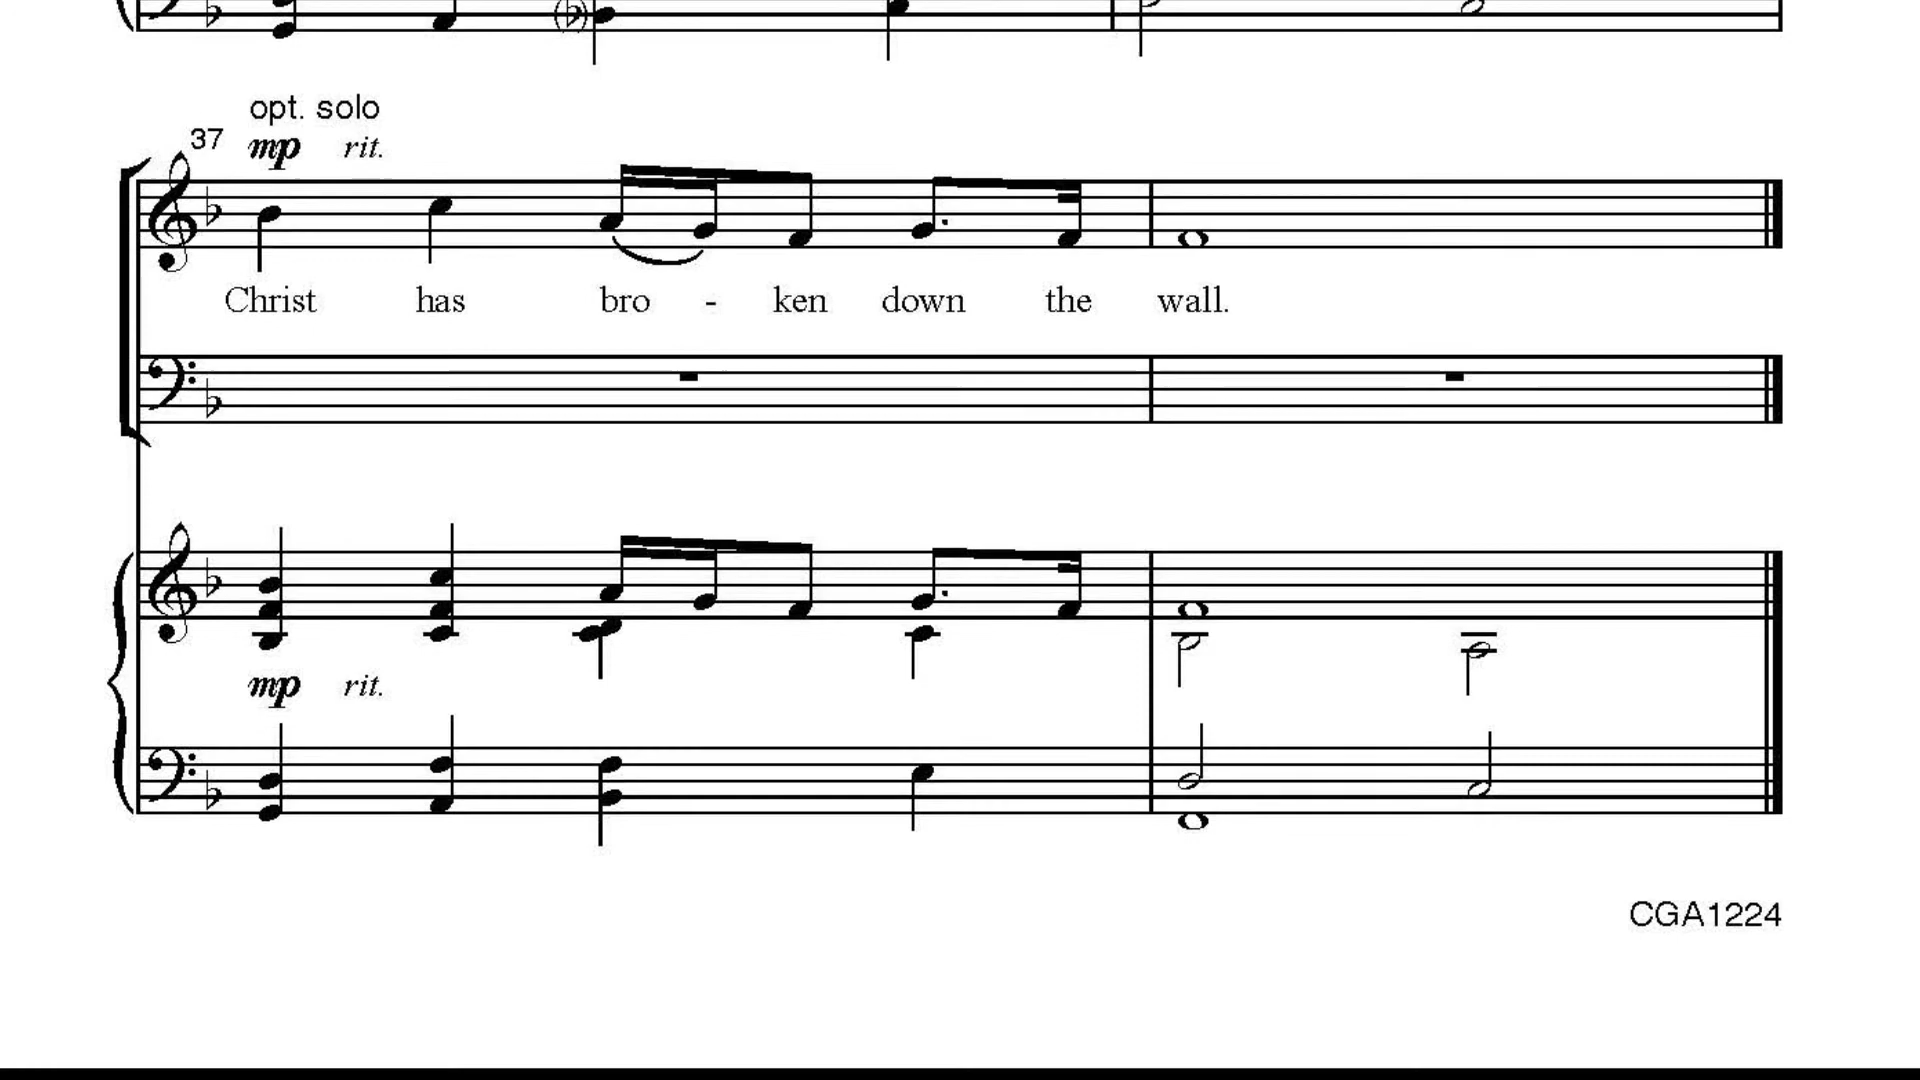 opt. solo
37 mp rit.
Christ has bro - ken down the wall.
mp rit.
CGA1224